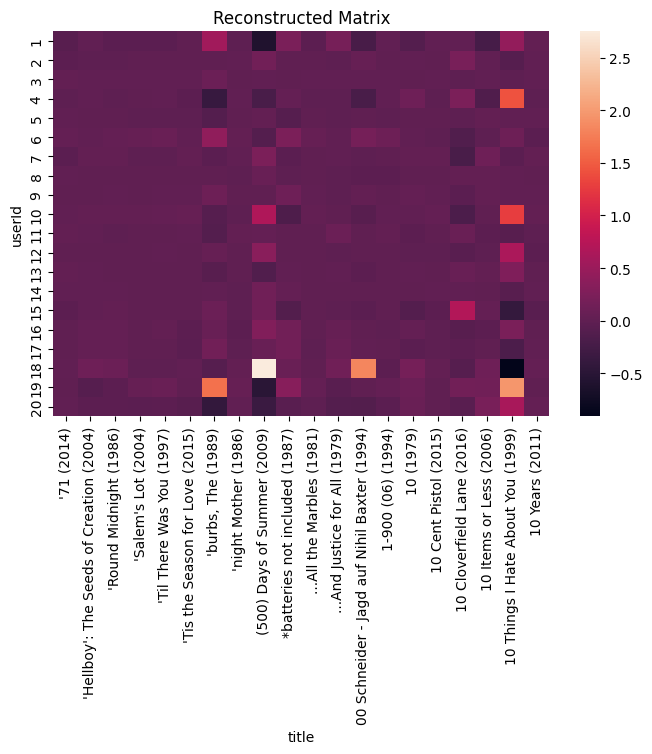 Reconstructed Matrix
userId
1
2
3
4
5
6
7
8
9
10
11
12
13
14
15
16
17
18
19
20
2.5
2.0
1.5
1.0
0.5
0.0
−0.5
'71 (2014)
'Hellboy': The Seeds of Creation (2004)
'Round Midnight (1986)
'Salem's Lot (2004)
'Til There Was You (1997)
'Tis the Season for Love (2015)
'burbs, The (1989)
'night Mother (1986)
(500) Days of Summer (2009)
*batteries not included (1987)
...All the Marbles (1981)
...And Justice for All (1979)
00 Schneider - Jagd auf Nihil Baxter (1994)
1-900 (06) (1994)
10 (1979)
10 Cent Pistol (2015)
10 Cloverfield Lane (2016)
10 Items or Less (2006)
10 Things I Hate About You (1999)
10 Years (2011)
title